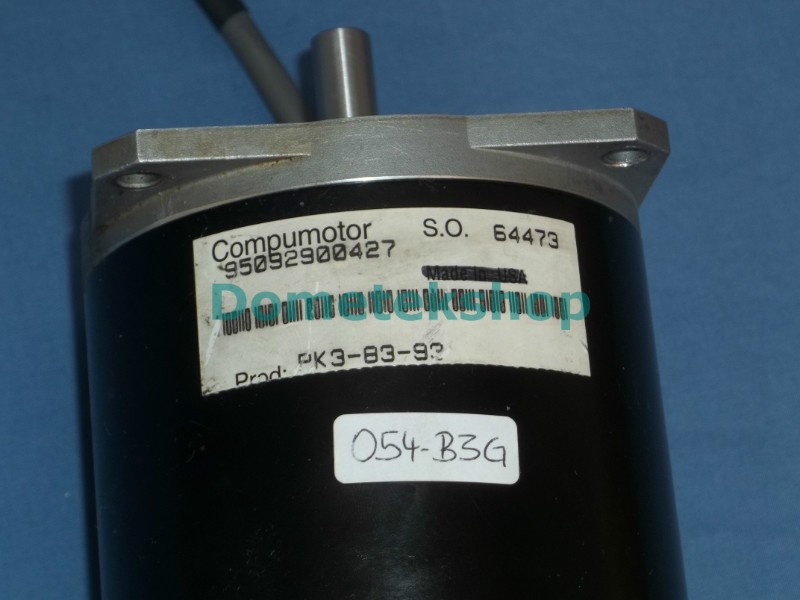 Compumotor S.O. 64473
95092900427
Made in USA
Dometekshop
Prod: PK3-83-93
054-B3G